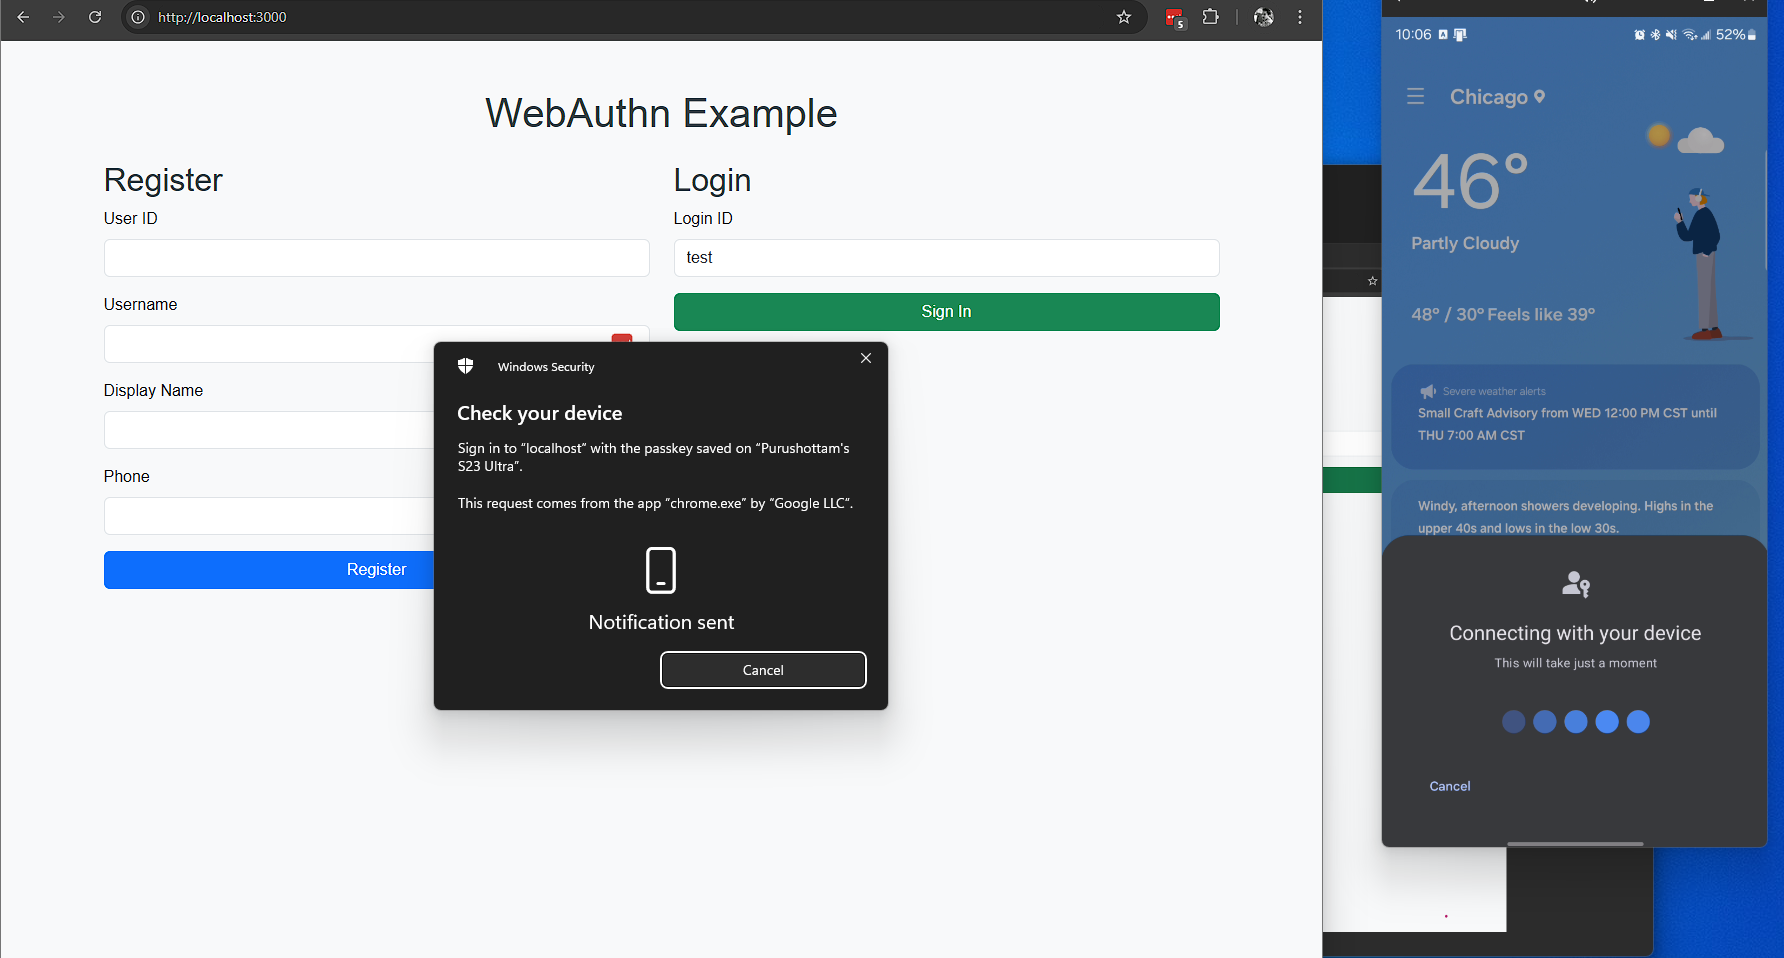 http://localhost:3000
5
WebAuthn Example
Register
User ID
Username
Display Name
Phone
Register
Login
Login ID
test
Sign In
Windows Security
Check your device
Sign in to “localhost” with the passkey saved on “Purushottam's
S23 Ultra”.
This request comes from the app “chrome.exe” by “Google LLC”.
Notification sent
Cancel
10:06
52%
Chicago
46°
Partly Cloudy
48° / 30° Feels like 39°
Severe weather alerts
Small Craft Advisory from WED 12:00 PM CST until
THU 7:00 AM CST
Windy, afternoon showers developing. Highs in the
upper 40s and lows in the low 30s.
Connecting with your device
This will take just a moment
Cancel